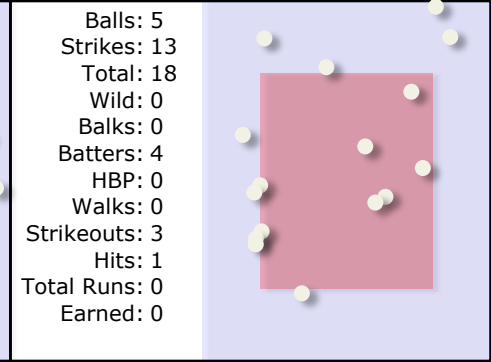 Balls: 5
Strikes: 13
Total: 18
Wild: 0
Balks: 0
Batters: 4
HBP: 0
Walks: 0
Strikeouts: 3
Hits: 1
Total Runs: 0
Earned: 0